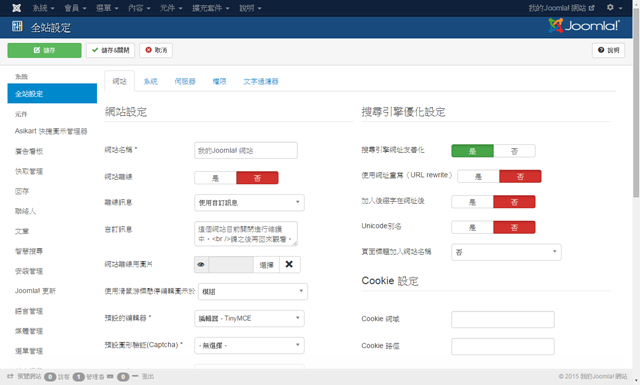 系統 會員 選單 內容 元件 擴充套件 說明 我的Joomla! 網站
全站設定 Joomla!
儲存 儲存&關閉 取消 說明
系統
全站設定
元件
Asikart 快捷圖示管理器
廣告看板
快取管理
回存
聯絡人
文章
智慧搜尋
安裝管理
Joomla! 更新
語言管理
媒體管理
選單管理
網站 系統 伺服器 權限 文字過濾器
網站設定
網站名稱 * 我的Joomla! 網站
網站離線 是 否
離線訊息 使用自訂訊息
自訂訊息 這個網站目前關閉進行維護
中。<br />請之後再回來觀看。
網站離線用圖片 選擇
使用滑鼠游標懸停編輯圖示於 模組
預設的編輯器 * 編輯器 - TinyMCE
預設圖形驗証(Captcha) * - 無選擇 -
搜尋引擎優化設定
搜尋引擎網址友善化 是 否
使用網址重寫（URL rewrite） 是 否
加入後綴字在網址後 是 否
Unicode別名 是 否
頁面標題加入網站名稱 否
Cookie 設定
Cookie 網域
Cookie 路徑
預覽網站 0 訪客 1 管理者 0 登出 © 2015 我的Joomla! 網站